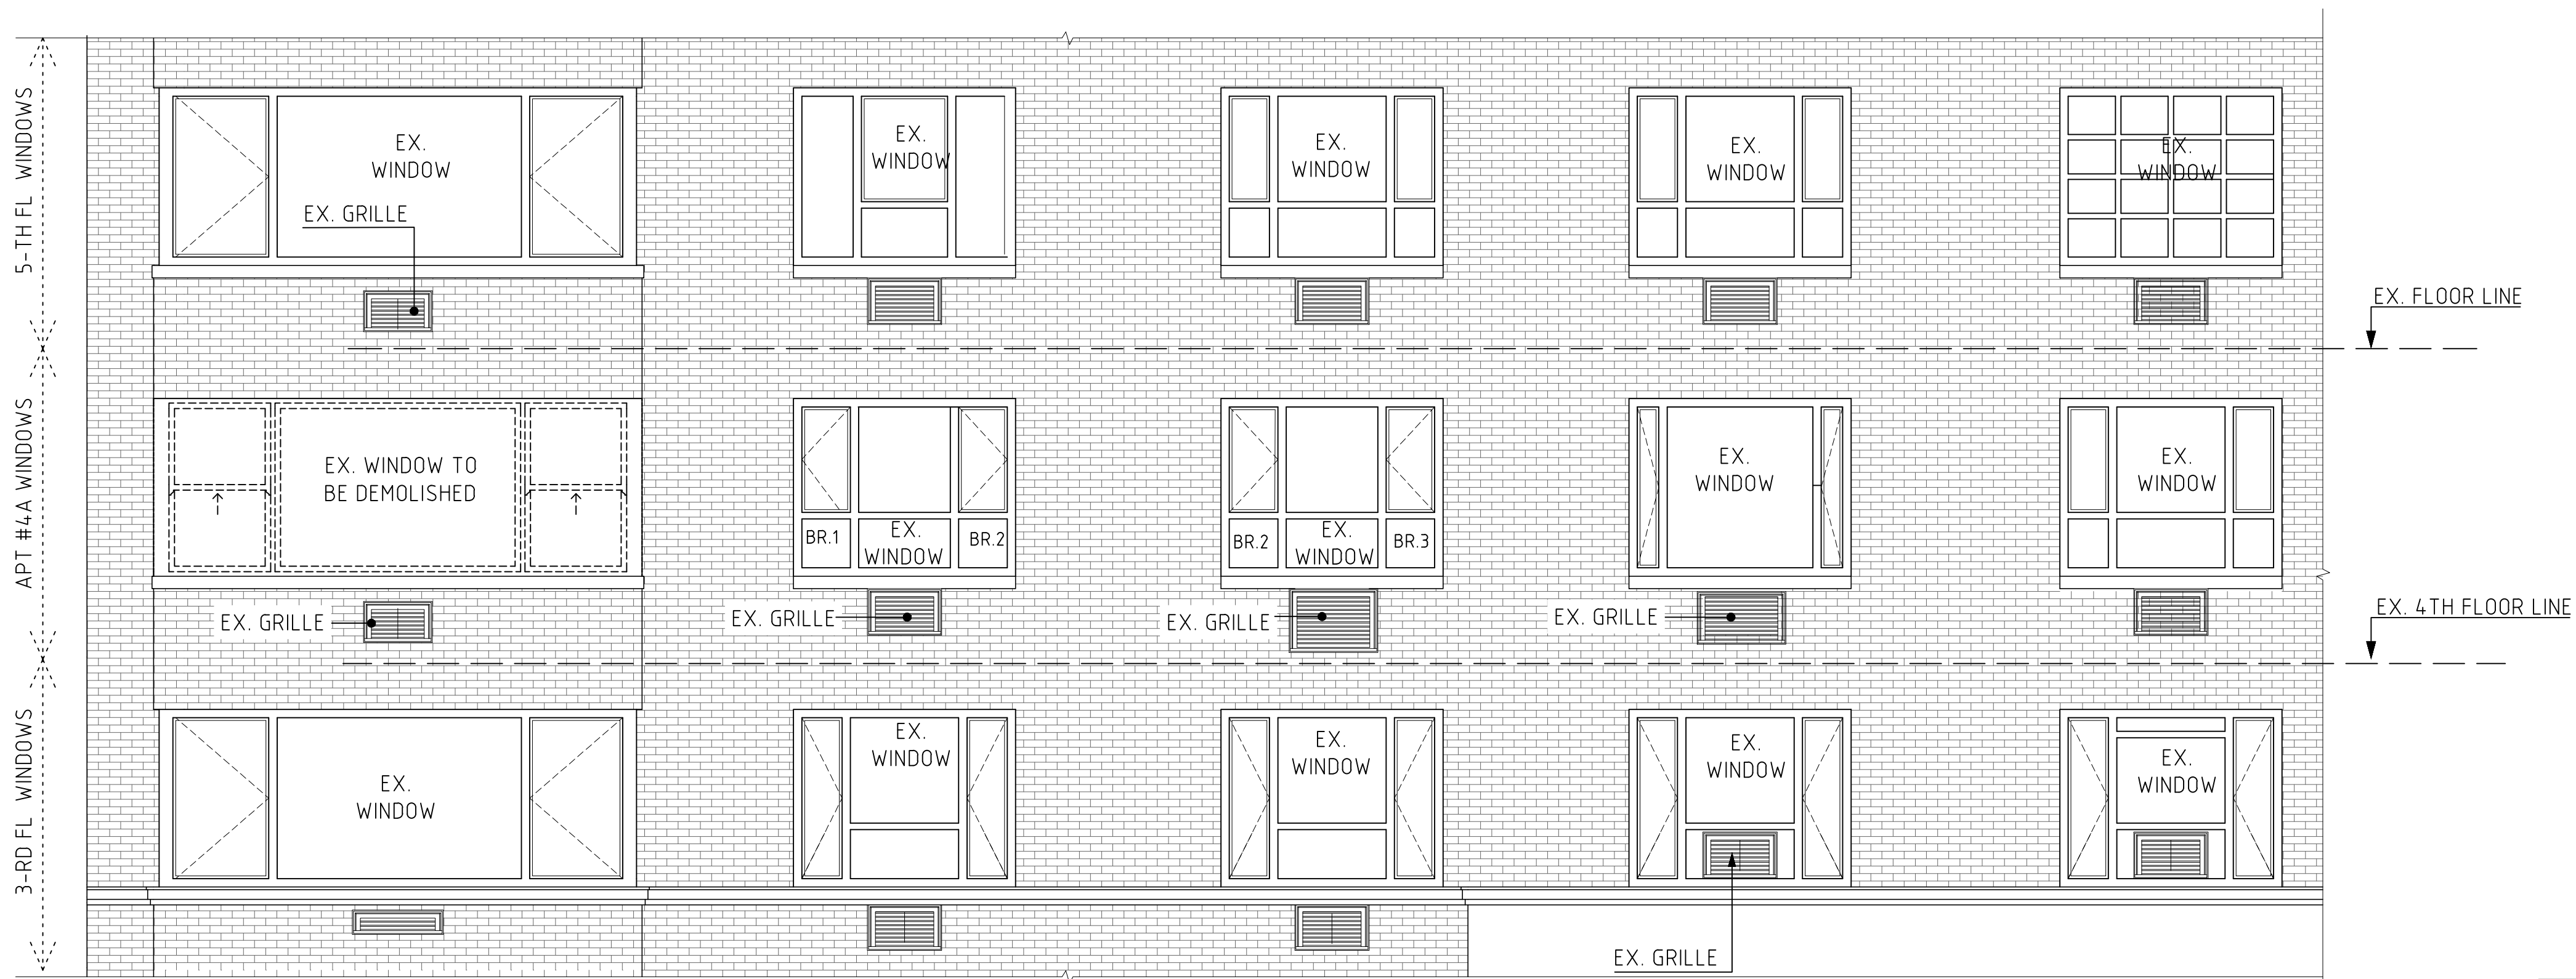 5-TH FL WINDOWS
EX.
WINDOW
EX. GRILLE
EX.
WINDOW
EX.
WINDOW
EX.
WINDOW
EX.
WINDOW
EX. FLOOR LINE
APT #4A WINDOWS
EX. WINDOW TO
BE DEMOLISHED
BR.1
EX.
WINDOW
BR.2
BR.2
EX.
WINDOW
BR.3
EX.
WINDOW
EX.
WINDOW
EX. GRILLE
EX. GRILLE
EX. GRILLE
EX. GRILLE
EX. 4TH FLOOR LINE
3-RD FL WINDOWS
EX.
WINDOW
EX.
WINDOW
EX.
WINDOW
EX.
WINDOW
EX.
WINDOW
EX. GRILLE